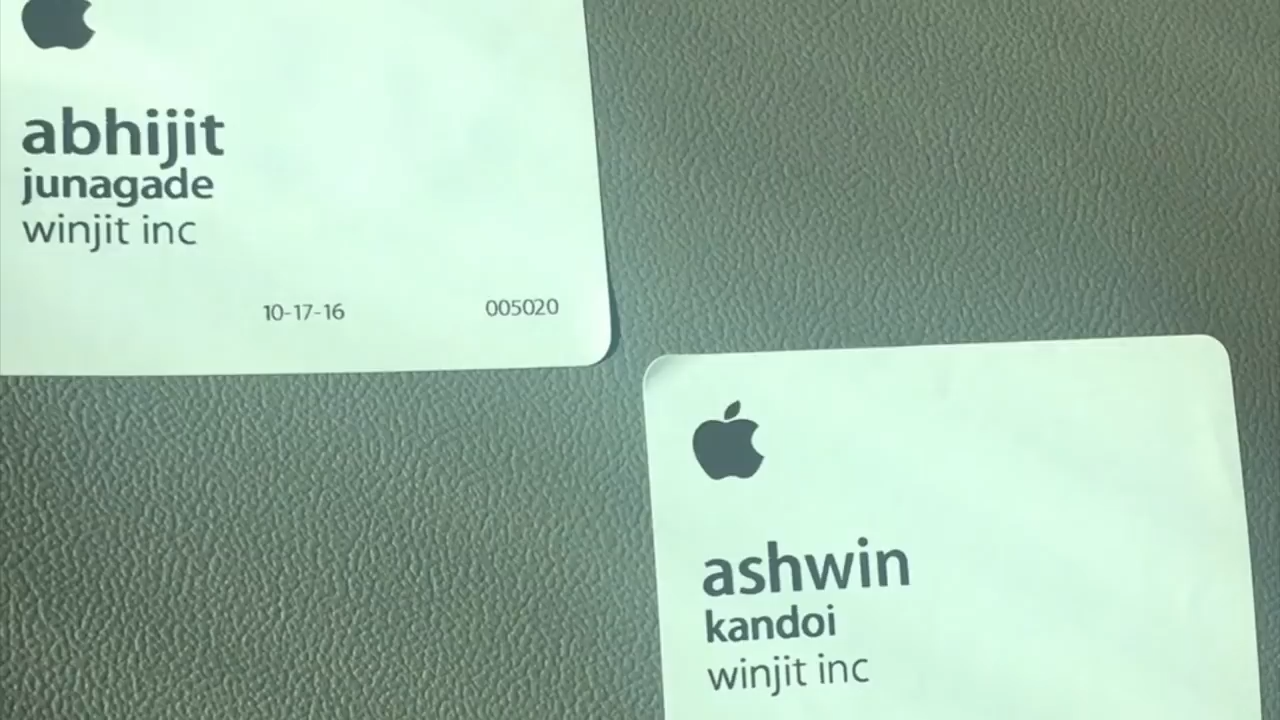 abhijit
junagade
winjit inc
10-17-16 005020
ashwin
kandoi
winjit inc